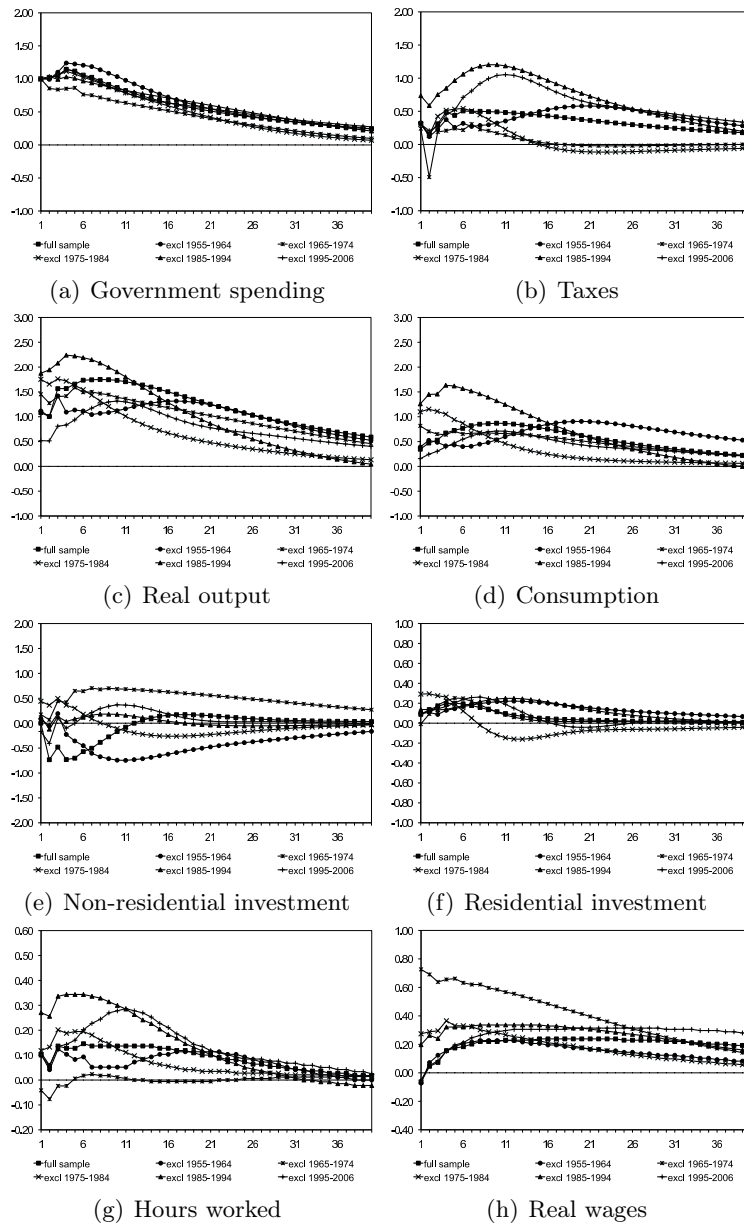 2.00
1.50
1.00
0.50
0.00
-0.50
-1.00
1 6 11 16 21 26 31 36
full sample excl 1955-1964 excl 1965-1974
excl 1975-1984 excl 1985-1994 excl 1995-2006
(a) Government spending
2.00
1.50
1.00
0.50
0.00
-0.50
-1.00
1 6 11 16 21 26 31 36
full sample excl 1955-1964 excl 1965-1974
excl 1975-1984 excl 1985-1994 excl 1995-2006
(b) Taxes
3.00
2.50
2.00
1.50
1.00
0.50
0.00
-0.50
-1.00
1 6 11 16 21 26 31 36
full sample excl 1955-1964 excl 1965-1974
excl 1975-1984 excl 1985-1994 excl 1995-2006
(c) Real output
3.00
2.50
2.00
1.50
1.00
0.50
0.00
-0.50
-1.00
1 6 11 16 21 26 31 36
full sample excl 1955-1964 excl 1965-1974
excl 1975-1984 excl 1985-1994 excl 1995-2006
(d) Consumption
2.00
1.50
1.00
0.50
0.00
-0.50
-1.00
-1.50
-2.00
1 6 11 16 21 26 31 36
full sample excl 1955-1964 excl 1965-1974
excl 1975-1984 excl 1985-1994 excl 1995-2006
(e) Non-residential investment
1.00
0.80
0.60
0.40
0.20
0.00
-0.20
-0.40
-0.60
-0.80
-1.00
1 6 11 16 21 26 31 36
full sample excl 1955-1964 excl 1965-1974
excl 1975-1984 excl 1985-1994 excl 1995-2006
(f) Residential investment
0.60
0.50
0.40
0.30
0.20
0.10
0.00
-0.10
-0.20
1 6 11 16 21 26 31 36
full sample excl 1955-1964 excl 1965-1974
excl 1975-1984 excl 1985-1994 excl 1995-2006
(g) Hours worked
1.00
0.80
0.60
0.40
0.20
0.00
-0.20
-0.40
1 6 11 16 21 26 31 36
full sample excl 1955-1964 excl 1965-1974
excl 1975-1984 excl 1985-1994 excl 1995-2006
(h) Real wages